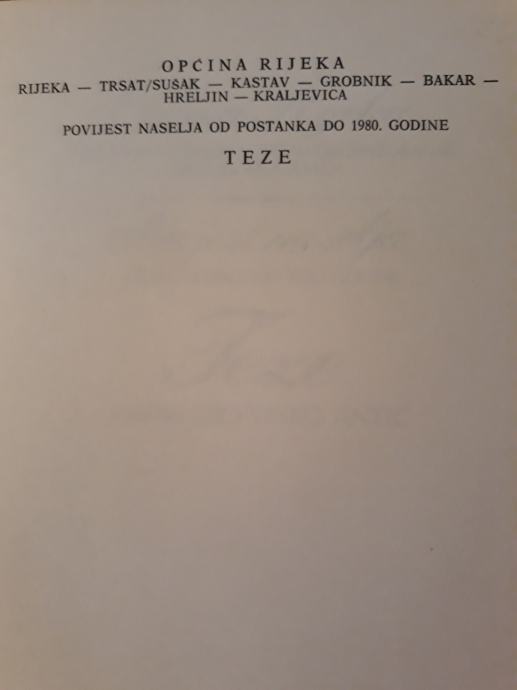 OPĆINA RIJEKA
RIJEKA — TRSAT/SUŠAK — KASTAV — GROBNIK — BAKAR —
HRELJIN — KRALJEVICA
POVIJEST NASELJA OD POSTANKA DO 1980. GODINE
TEZE